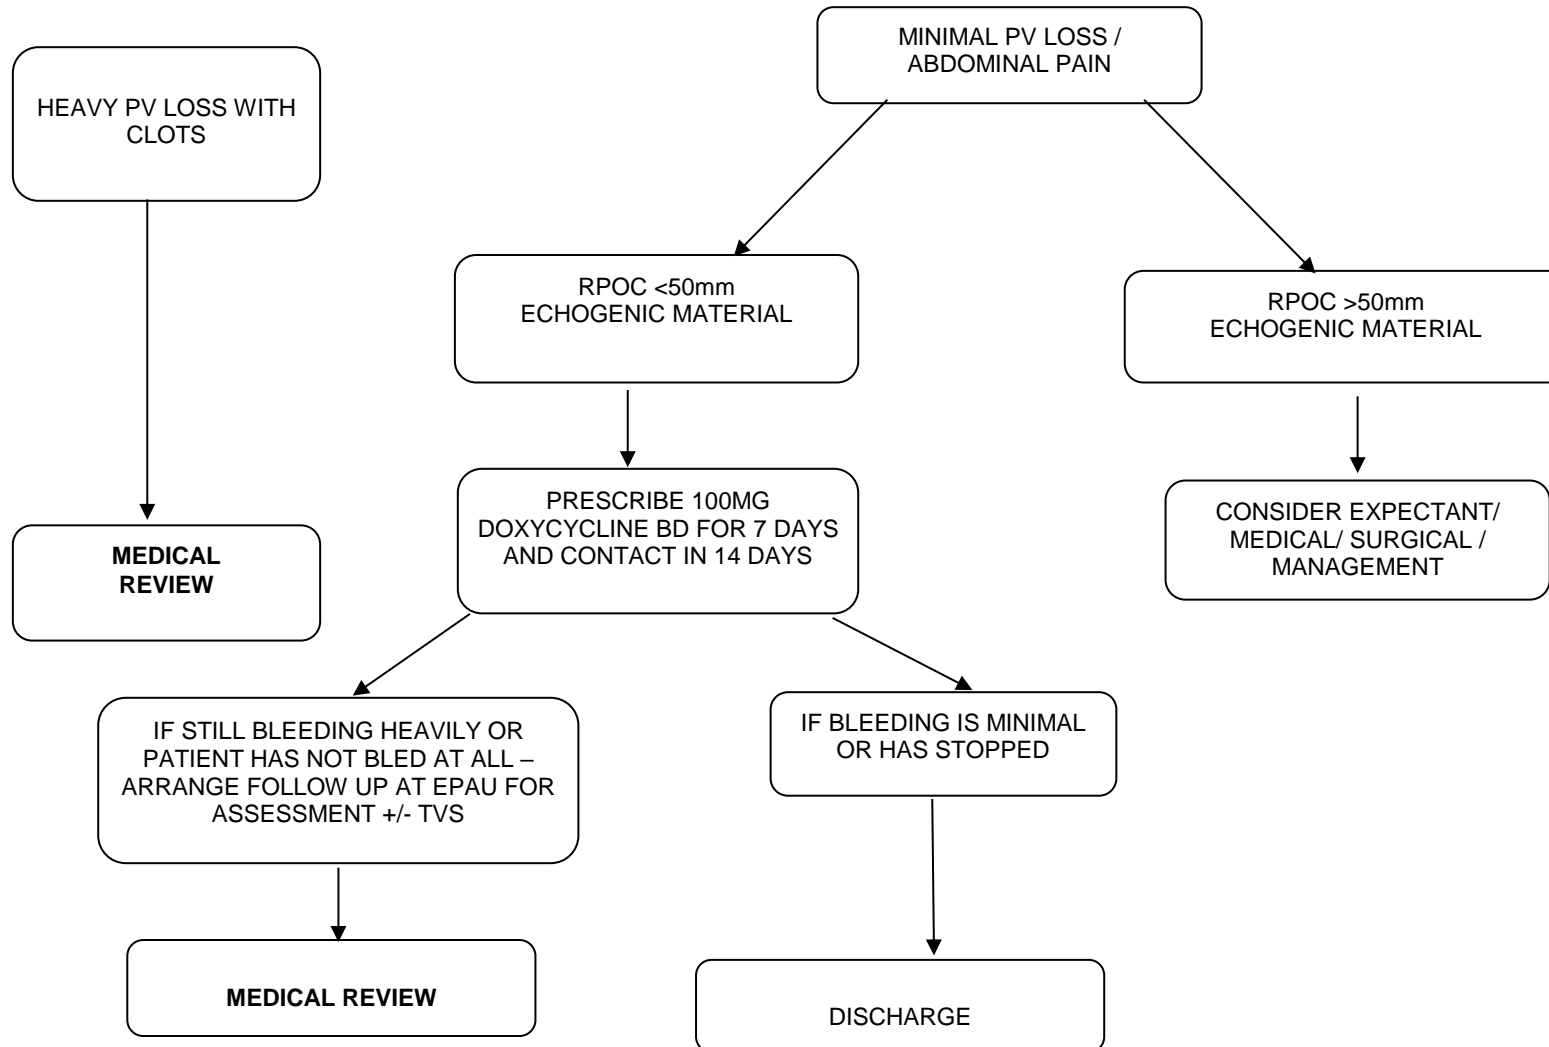 MINIMAL PV LOSS /
ABDOMINAL PAIN
HEAVY PV LOSS WITH
CLOTS
RPOC <50mm
ECHOGENIC MATERIAL
RPOC >50mm
ECHOGENIC MATERIAL
PRESCRIBE 100MG
DOXYCYCLINE BD FOR 7 DAYS
AND CONTACT IN 14 DAYS
CONSIDER EXPECTANT/
MEDICAL/ SURGICAL /
MANAGEMENT
MEDICAL
REVIEW
IF STILL BLEEDING HEAVILY OR
PATIENT HAS NOT BLED AT ALL –
ARRANGE FOLLOW UP AT EPAU FOR
ASSESSMENT +/- TVS
IF BLEEDING IS MINIMAL
OR HAS STOPPED
MEDICAL REVIEW
DISCHARGE